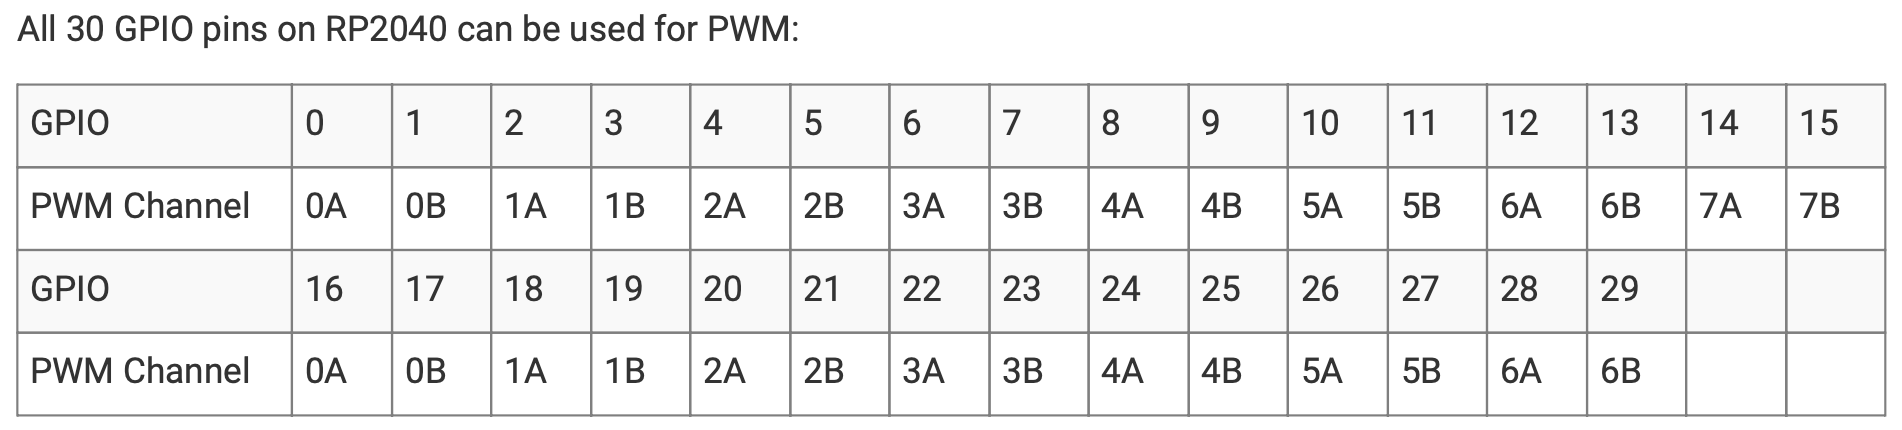 All 30 GPIO pins on RP2040 can be used for PWM:
GPIO 0 1 2 3 4 5 6 7 8 9 10 11 12 13 14 15
PWM Channel 0A 0B 1A 1B 2A 2B 3A 3B 4A 4B 5A 5B 6A 6B 7A 7B
GPIO 16 17 18 19 20 21 22 23 24 25 26 27 28 29
PWM Channel 0A 0B 1A 1B 2A 2B 3A 3B 4A 4B 5A 5B 6A 6B